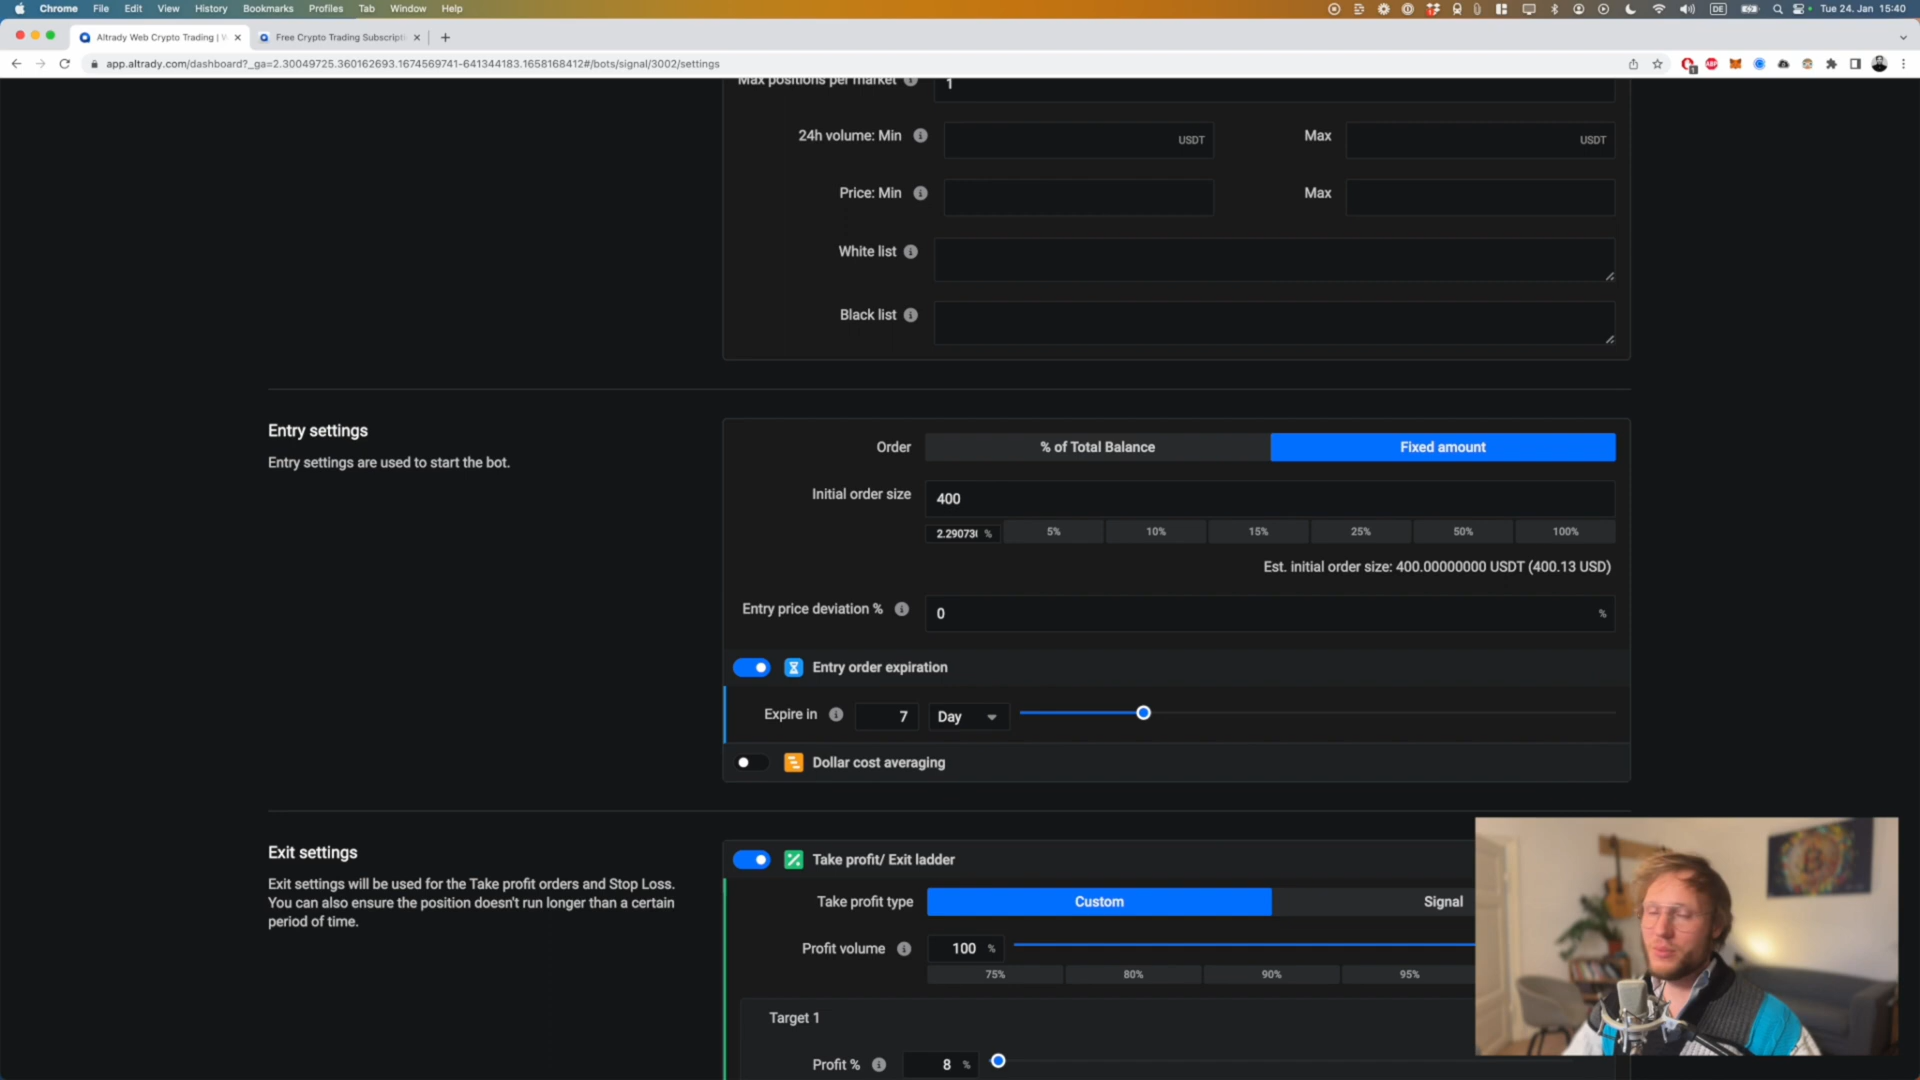 Chrome File Edit View History Bookmarks Profiles Tab Window Help DE Tue 24. Jan 15:40
Altrady Web Crypto Trading | Free Crypto Trading Subscripti
app.altrady.com/dashboard?_ga=2.30049725.360162693.1674569741-641344183.1658168412#/bots/signal/3002/settings
Max positions per market 1
24h volume: Min USDT Max USDT
Price: Min Max
White list
Black list
Entry settings
Entry settings are used to start the bot.
Order % of Total Balance Fixed amount
Initial order size 400
2.29073 % 5% 10% 15% 25% 50% 100%
Est. initial order size: 400.00000000 USDT (400.13 USD)
Entry price deviation % 0 %
Entry order expiration
Expire in 7 Day
Dollar cost averaging
Exit settings
Exit settings will be used for the Take profit orders and Stop Loss.
You can also ensure the position doesn't run longer than a certain
period of time.
Take profit/ Exit ladder
Take profit type Custom Signal
Profit volume 100 %
75% 80% 90% 95%
Target 1
Profit % 8 %